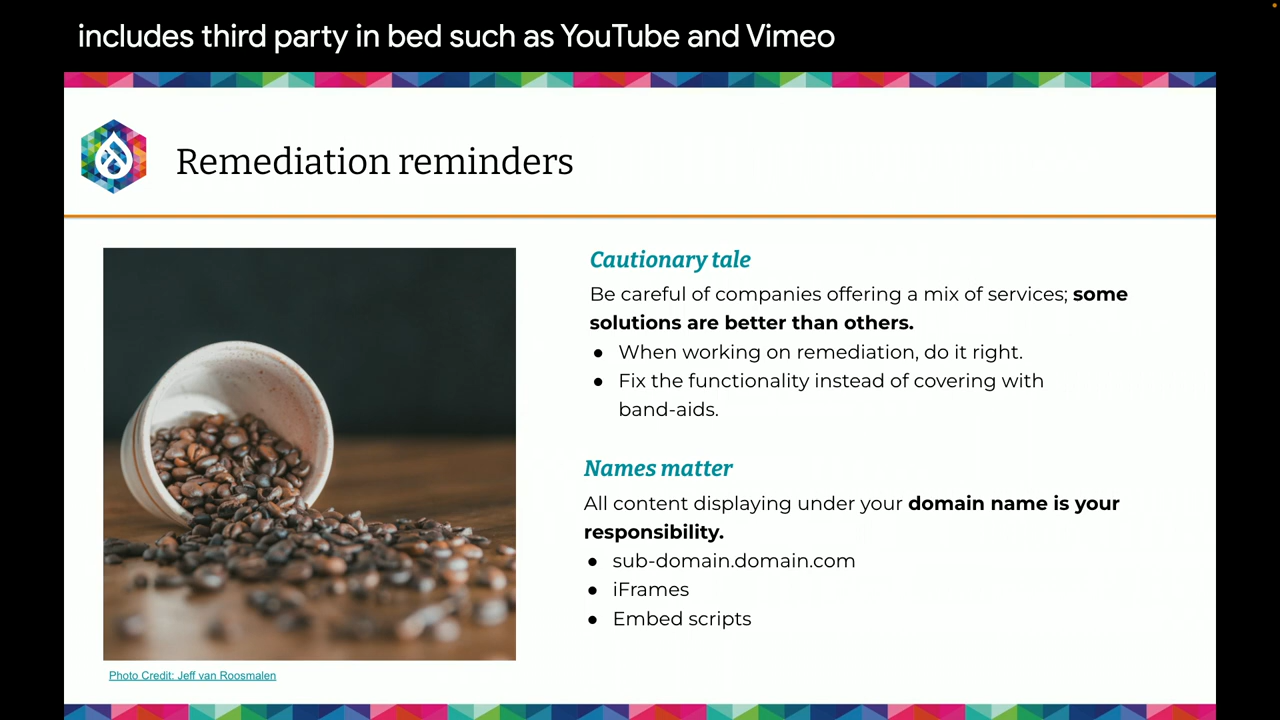 includes third party in bed such as YouTube and Vimeo
Remediation reminders
Cautionary tale
Be careful of companies offering a mix of services; some
solutions are better than others.
● When working on remediation, do it right.
● Fix the functionality instead of covering with
band-aids.
Names matter
All content displaying under your domain name is your
responsibility.
● sub-domain.domain.com
● iFrames
● Embed scripts
Photo Credit: Jeff van Roosmalen